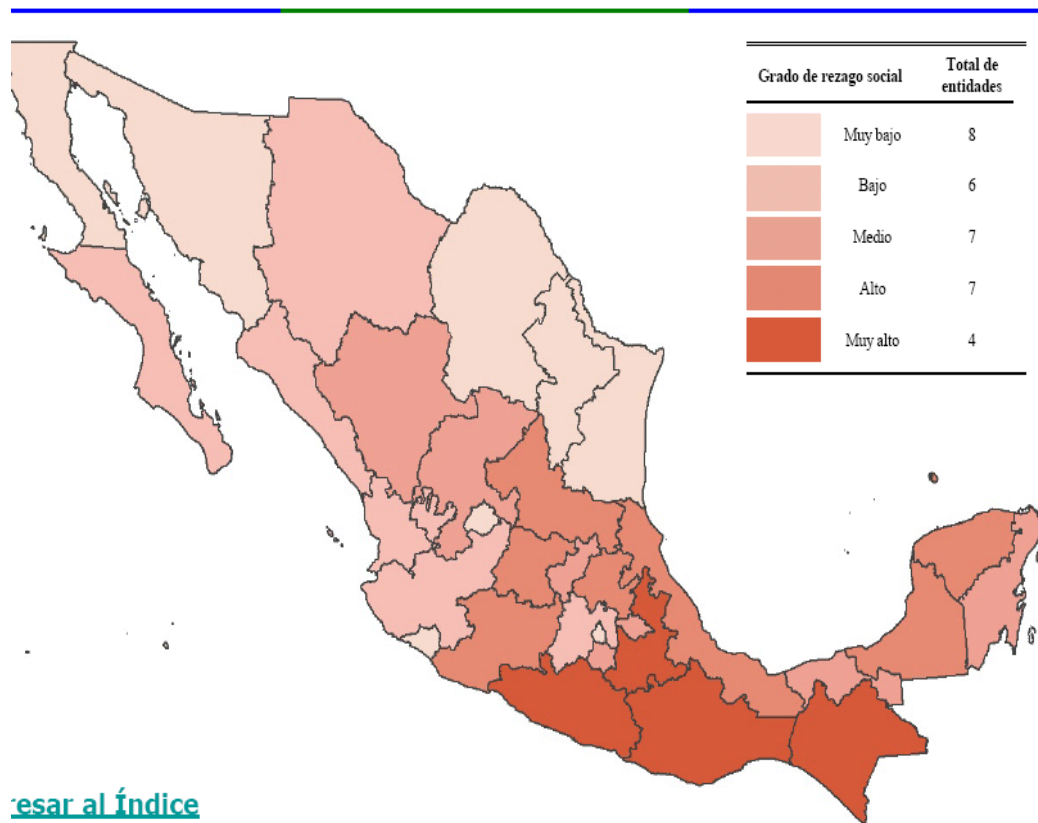 Grado de rezago social Total de
entidades
Muy bajo 8
Bajo 6
Medio 7
Alto 7
Muy alto 4
al Índice